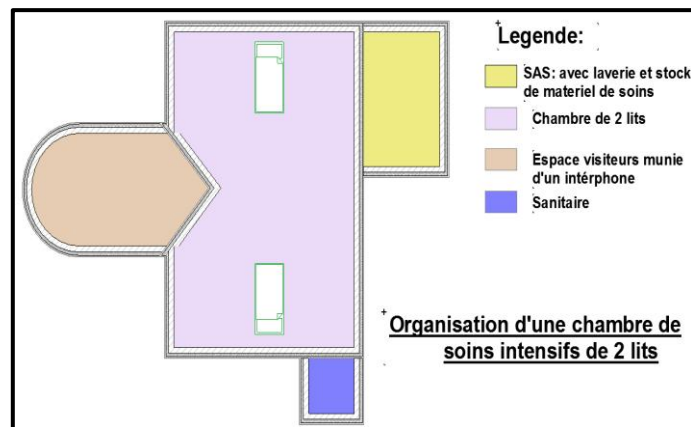 Legende:
SAS: avec laverie et stock
de materiel de soins
Chambre de 2 lits
Espace visiteurs munie
d'un intérphone
Sanitaire
Organisation d'une chambre de
soins intensifs de 2 lits